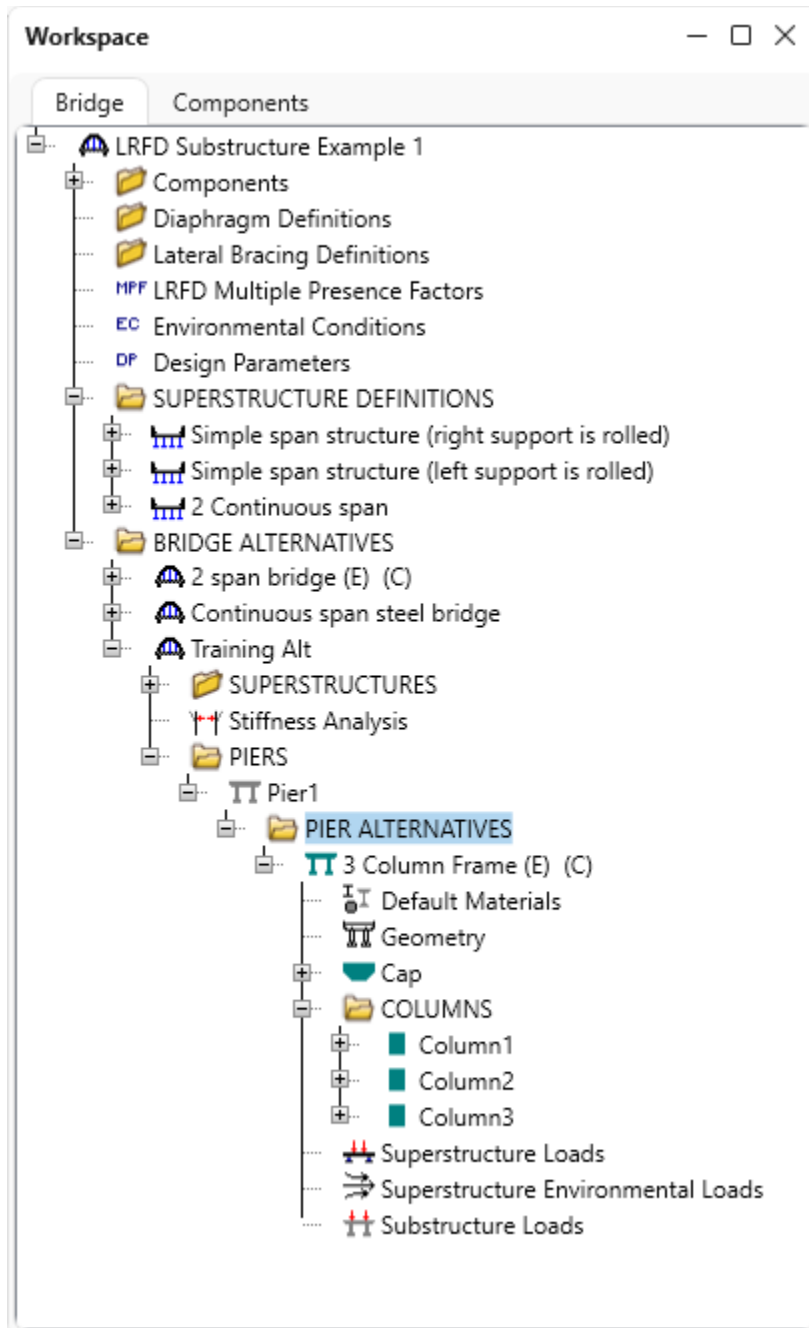 Workspace
Bridge Components
LRFD Substructure Example 1
Components
Diaphragm Definitions
Lateral Bracing Definitions
MPF LRFD Multiple Presence Factors
EC Environmental Conditions
DP Design Parameters
SUPERSTRUCTURE DEFINITIONS
Simple span structure (right support is rolled)
Simple span structure (left support is rolled)
2 Continuous span
BRIDGE ALTERNATIVES
2 span bridge (E) (C)
Continuous span steel bridge
Training Alt
SUPERSTRUCTURES
Stiffness Analysis
PIERS
Pier1
PIER ALTERNATIVES
3 Column Frame (E) (C)
Default Materials
Geometry
Cap
COLUMNS
Column1
Column2
Column3
Superstructure Loads
Superstructure Environmental Loads
Substructure Loads